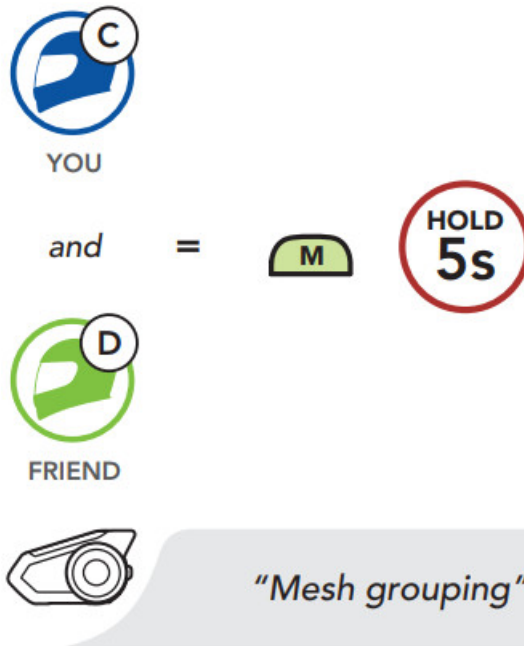 C
YOU
and = M HOLD
5s
D
FRIEND
“Mesh grouping”